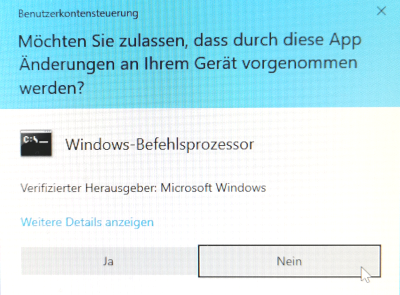 Benutzerkontensteuerung
Möchten Sie zulassen, dass durch diese App
Änderungen an Ihrem Gerät vorgenommen
werden?
C:\_
Windows-Befehlsprozessor
Verifizierter Herausgeber: Microsoft Windows
Weitere Details anzeigen
Ja
Nein